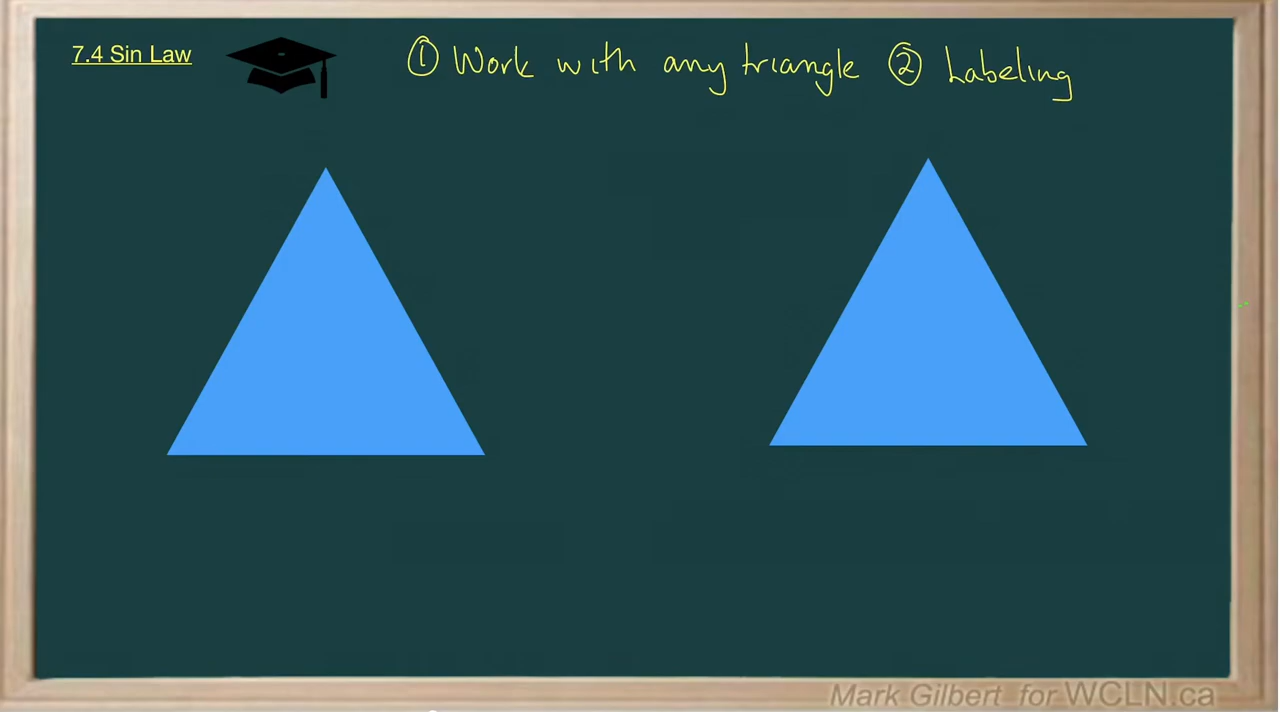 7.4 Sin Law
① Work with any triangle ② Labeling
Mark Gilbert for WCLN.ca